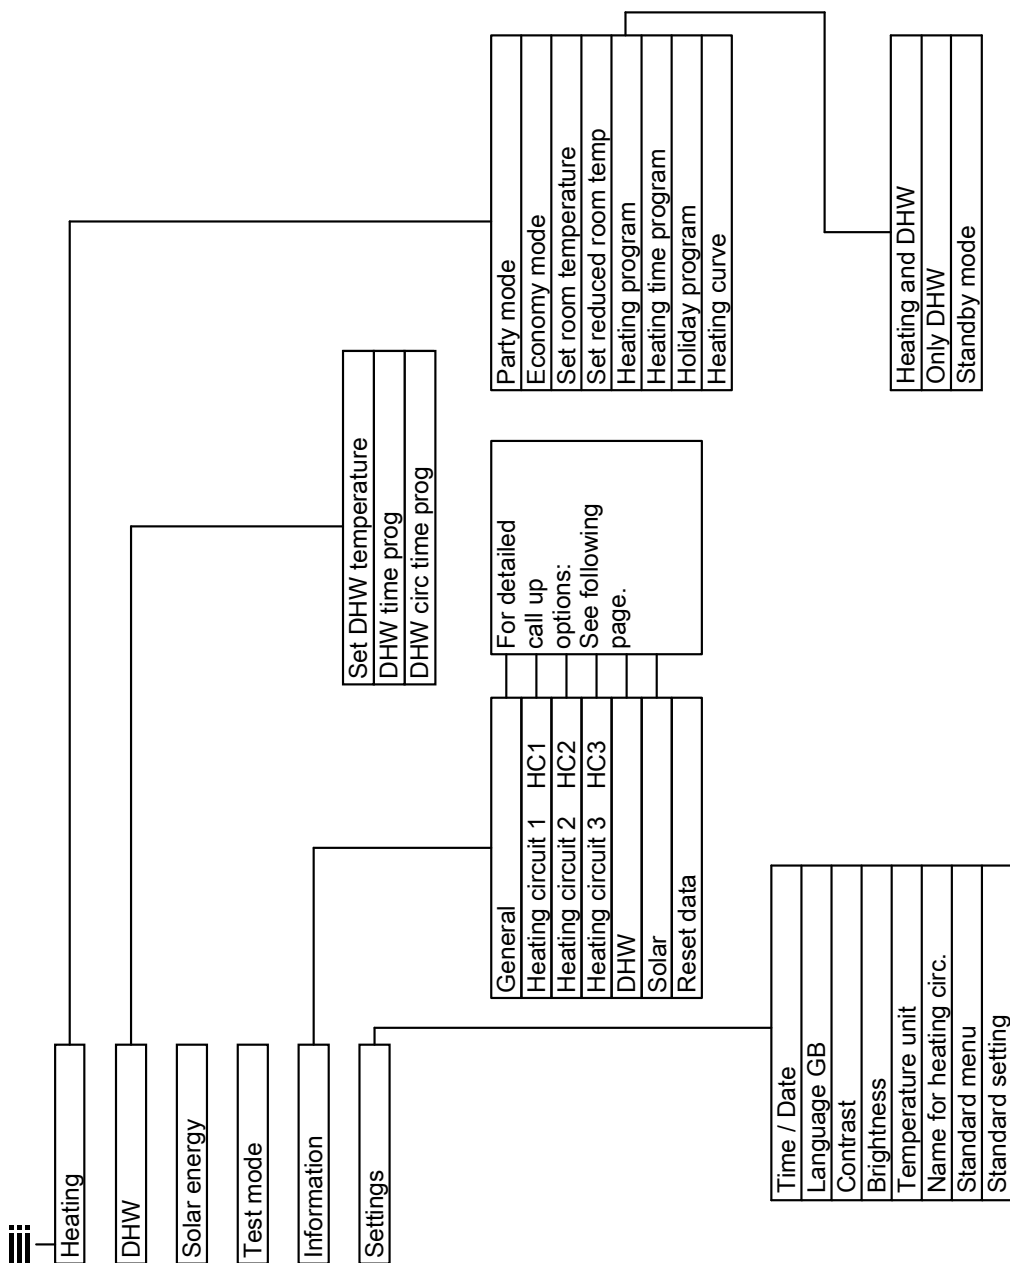 Heating
DHW
Solar energy
Test mode
Information
Settings
Party mode
Economy mode
Set room temperature
Set reduced room temp
Heating program
Heating time program
Holiday program
Heating curve
Heating and DHW
Only DHW
Standby mode
Set DHW temperature
DHW time prog
DHW circ time prog
General
Heating circuit 1 HC1
Heating circuit 2 HC2
Heating circuit 3 HC3
DHW
Solar
Reset data
For detailed
call up
options:
See following
page.
Time / Date
Language GB
Contrast
Brightness
Temperature unit
Name for heating circ.
Standard menu
Standard setting